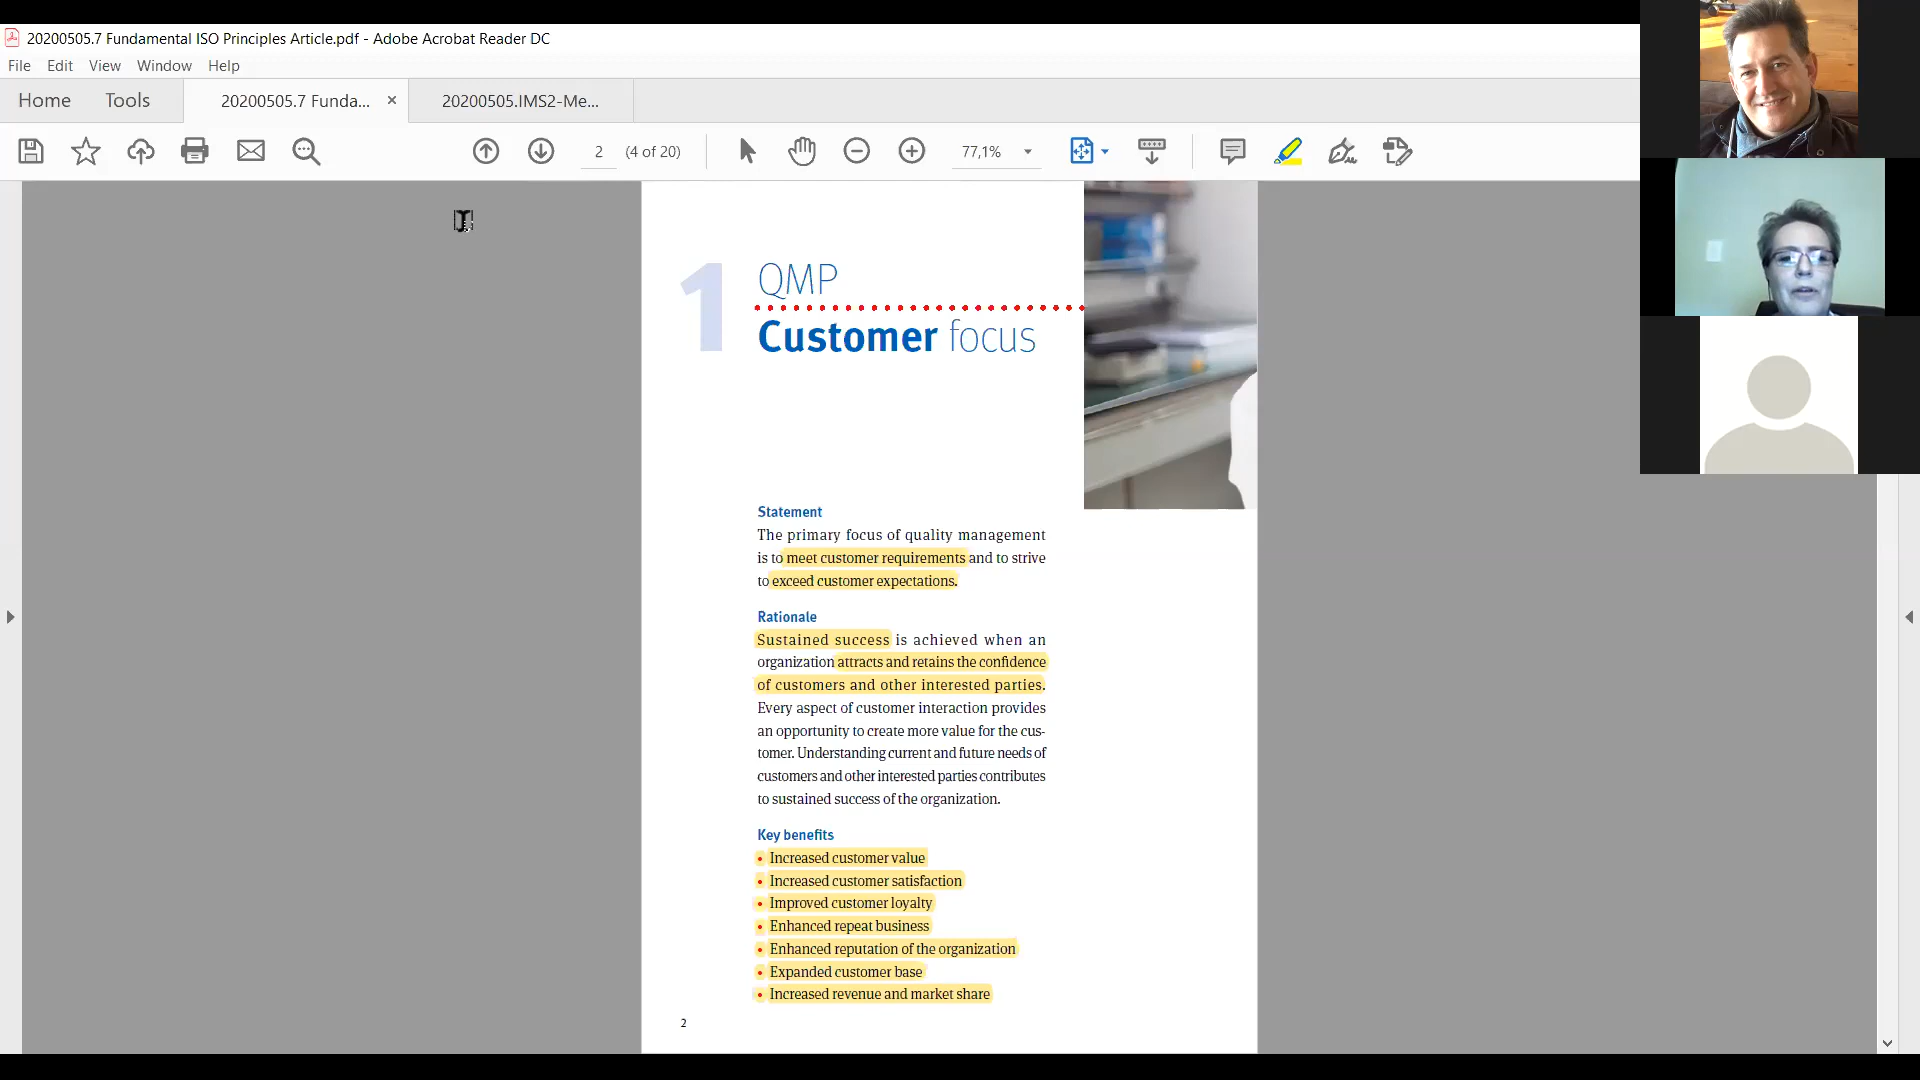 20200505.7 Fundamental ISO Principles Article.pdf - Adobe Acrobat Reader DC
File Edit View Window Help
Home Tools 20200505.7 Funda... × 20200505.IMS2-Me...
2 (4 of 20) 77,1%
1
QMP
Customer focus
Statement
The primary focus of quality management
is to meet customer requirements and to strive
to exceed customer expectations.
Rationale
Sustained success is achieved when an
organization attracts and retains the confidence
of customers and other interested parties.
Every aspect of customer interaction provides
an opportunity to create more value for the cus-
tomer. Understanding current and future needs of
customers and other interested parties contributes
to sustained success of the organization.
Key benefits
• Increased customer value
• Increased customer satisfaction
• Improved customer loyalty
• Enhanced repeat business
• Enhanced reputation of the organization
• Expanded customer base
• Increased revenue and market share
2